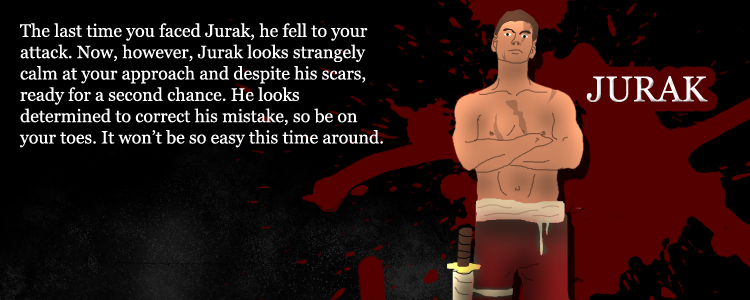 The last time you faced Jurak, he fell to your
attack. Now, however, Jurak looks strangely
calm at your approach and despite his scars,
ready for a second chance. He looks
determined to correct his mistake, so be on
your toes. It won’t be so easy this time around.
JURAK